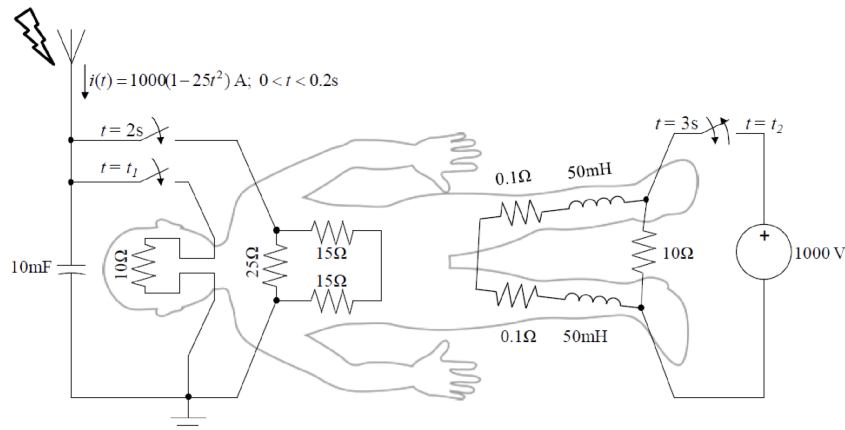 i(t) = 1000(1−25t²) A; 0 < t < 0.2s
t = 2s
t = t₁
10mF
10Ω
25Ω
15Ω
15Ω
0.1Ω
50mH
t = 3s
t = t₂
10Ω
+
1000 V
0.1Ω
50mH